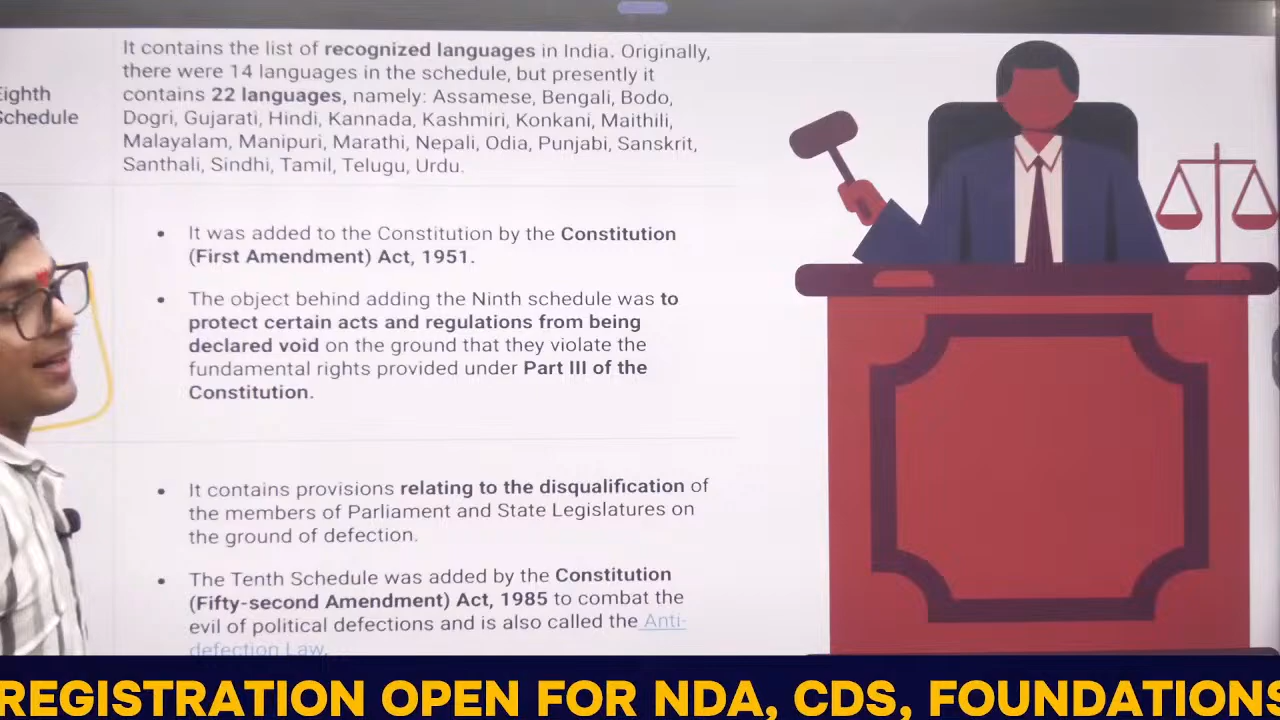 It contains the list of recognized languages in India. Originally,
there were 14 languages in the schedule, but presently it
contains 22 languages, namely: Assamese, Bengali, Bodo,
Dogri, Gujarati, Hindi, Kannada, Kashmiri, Konkani, Maithili,
Malayalam, Manipuri, Marathi, Nepali, Odia, Punjabi, Sanskrit,
Santhali, Sindhi, Tamil, Telugu, Urdu.
Eighth
Schedule
• It was added to the Constitution by the Constitution
(First Amendment) Act, 1951.
• The object behind adding the Ninth schedule was to
protect certain acts and regulations from being
declared void on the ground that they violate the
fundamental rights provided under Part III of the
Constitution.
• It contains provisions relating to the disqualification of
the members of Parliament and State Legislatures on
the ground of defection.
• The Tenth Schedule was added by the Constitution
(Fifty-second Amendment) Act, 1985 to combat the
evil of political defections and is also called the Anti-
defection Law.
REGISTRATION OPEN FOR NDA, CDS, FOUNDATIONS